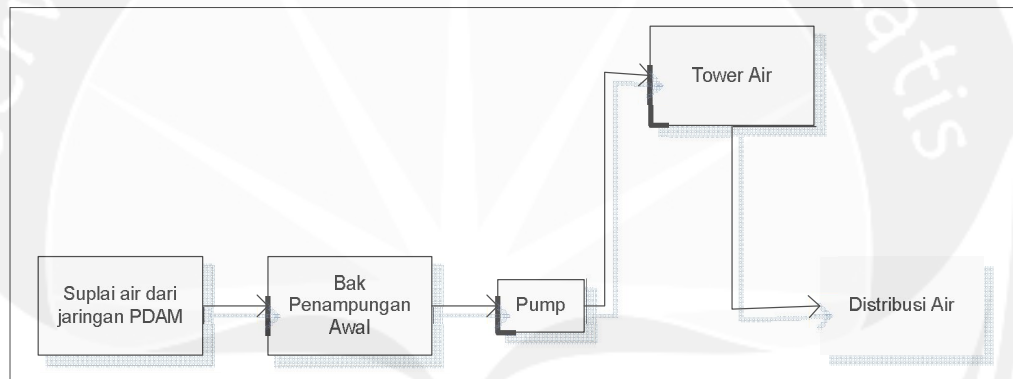 Tower Air
Suplai air dari
jaringan PDAM
Bak
Penampungan
Awal
Pump
Distribusi Air